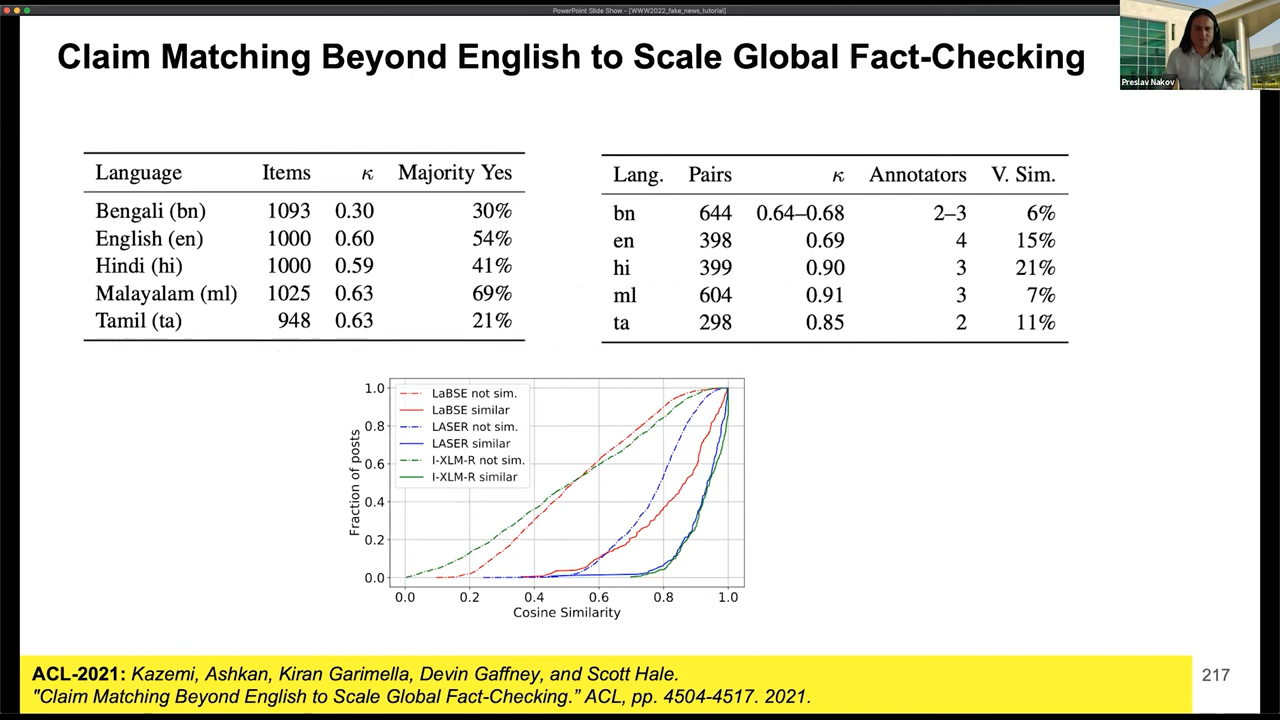 PowerPoint Slide Show - [WWW2022_fake_news_tutorial]
Preslav Nakov
Claim Matching Beyond English to Scale Global Fact-Checking
Language Items κ Majority Yes
Bengali (bn) 1093 0.30 30%
English (en) 1000 0.60 54%
Hindi (hi) 1000 0.59 41%
Malayalam (ml) 1025 0.63 69%
Tamil (ta) 948 0.63 21%
Lang. Pairs κ Annotators V. Sim.
bn 644 0.64–0.68 2–3 6%
en 398 0.69 4 15%
hi 399 0.90 3 21%
ml 604 0.91 3 7%
ta 298 0.85 2 11%
Fraction of posts
1.0
0.8
0.6
0.4
0.2
0.0
LaBSE not sim.
LaBSE similar
LASER not sim.
LASER similar
I-XLM-R not sim.
I-XLM-R similar
0.0 0.2 0.4 0.6 0.8 1.0
Cosine Similarity
ACL-2021: Kazemi, Ashkan, Kiran Garimella, Devin Gaffney, and Scott Hale.
"Claim Matching Beyond English to Scale Global Fact-Checking.” ACL, pp. 4504-4517. 2021.
217